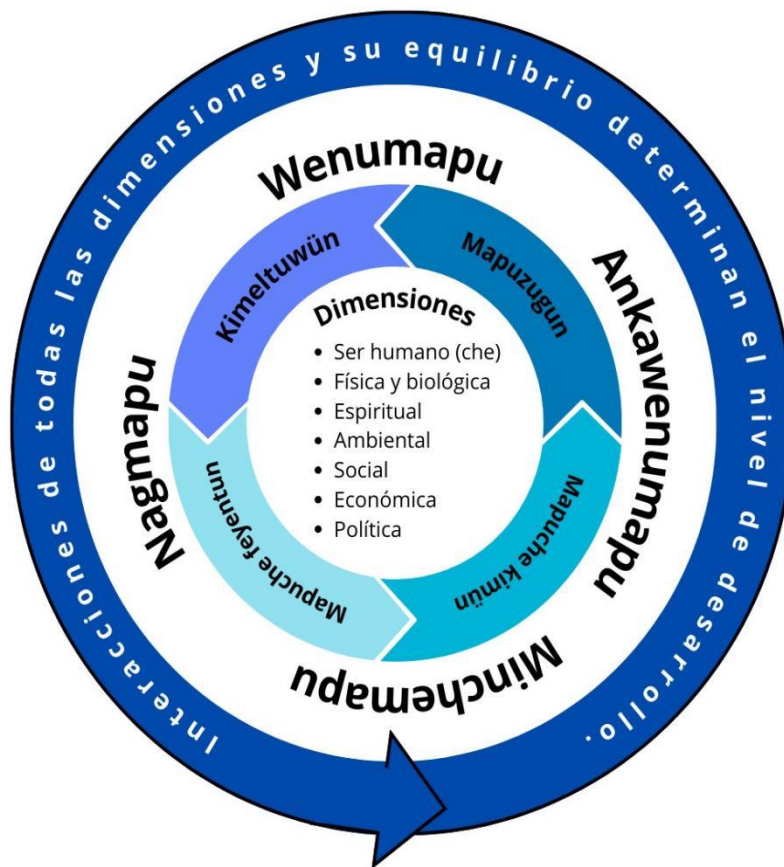 Interacciones de todas las dimensiones y su equilibrio determinan el nivel de desarrollo.
Wenumapu
Ankawenumapu
Minchemapu
Nagmapu
Kimeltuwün
Mapuzugun
Mapuche kimün
Mapuche feyentun
Dimensiones
• Ser humano (che)
• Física y biológica
• Espiritual
• Ambiental
• Social
• Económica
• Política